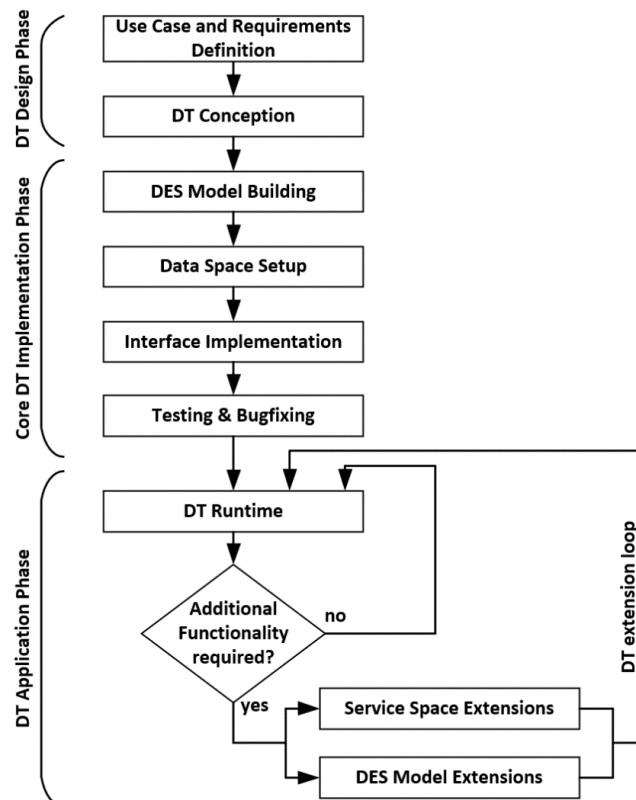 Use Case and Requirements
Definition
DT Design Phase
DT Conception
DES Model Building
Data Space Setup
Core DT Implementation Phase
Interface Implementation
Testing & Bugfixing
DT Runtime
Additional
Functionality
required?
no
yes
DT Application Phase
Service Space Extensions
DES Model Extensions
DT extension loop